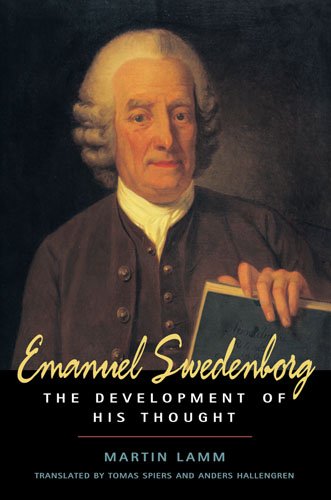 Emanuel Swedenborg
THE DEVELOPMENT OF
HIS THOUGHT
MARTIN LAMM
TRANSLATED BY TOMAS SPIERS AND ANDERS HALLENGREN